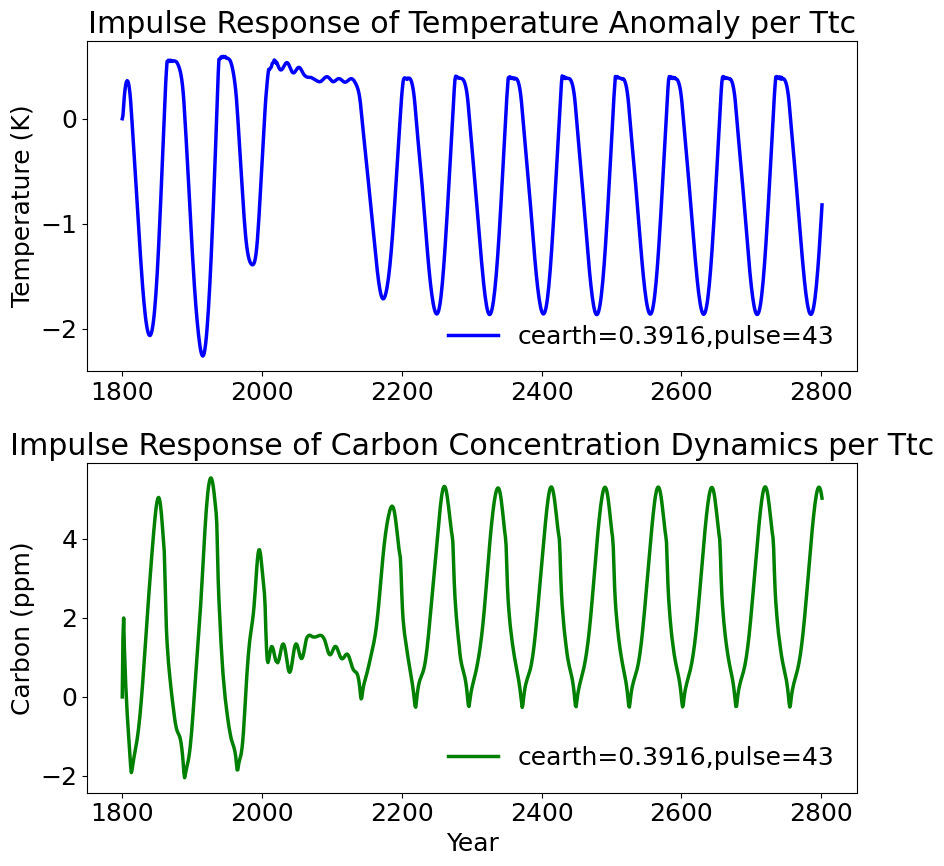 Impulse Response of Temperature Anomaly per Ttc
Temperature (K)
0
−1
−2
cearth=0.3916,pulse=43
1800 2000 2200 2400 2600 2800
Impulse Response of Carbon Concentration Dynamics per Ttc
Carbon (ppm)
4
2
0
−2
cearth=0.3916,pulse=43
1800 2000 2200 2400 2600 2800
Year